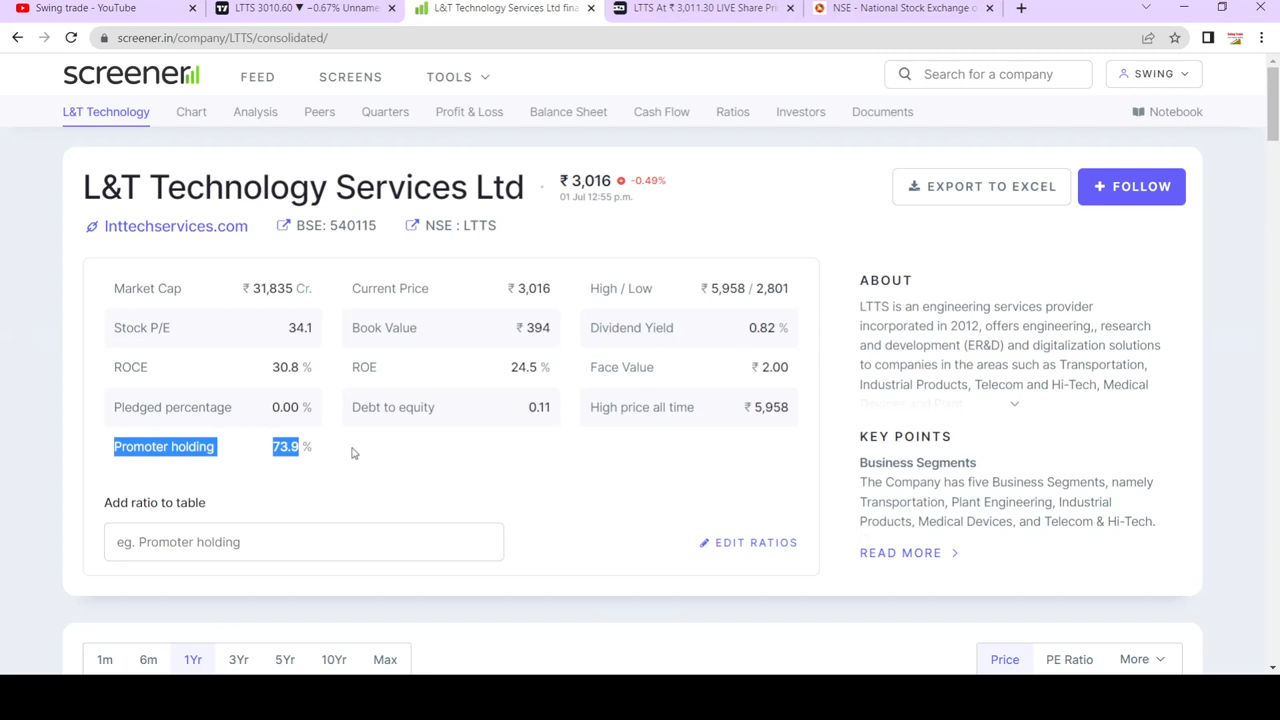 Swing trade - YouTube
LTTS 3010.60 ▼ −0.67% Unname
L&T Technology Services Ltd fina
LTTS At ₹ 3,011.30 LIVE Share Pri
NSE - National Stock Exchange o
screener.in/company/LTTS/consolidated/
screener
FEED
SCREENS
TOOLS
Search for a company
SWING
L&T Technology
Chart
Analysis
Peers
Quarters
Profit & Loss
Balance Sheet
Cash Flow
Ratios
Investors
Documents
Notebook
L&T Technology Services Ltd
₹ 3,016 -0.49%
01 Jul 12:55 p.m.
EXPORT TO EXCEL
+ FOLLOW
lnttechservices.com
BSE: 540115
NSE : LTTS
Market Cap ₹ 31,835 Cr.
Current Price ₹ 3,016
High / Low ₹ 5,958 / 2,801
Stock P/E 34.1
Book Value ₹ 394
Dividend Yield 0.82 %
ROCE 30.8 %
ROE 24.5 %
Face Value ₹ 2.00
Pledged percentage 0.00 %
Debt to equity 0.11
High price all time ₹ 5,958
Promoter holding 73.9 %
Add ratio to table
eg. Promoter holding
EDIT RATIOS
ABOUT
LTTS is an engineering services provider
incorporated in 2012, offers engineering,, research
and development (ER&D) and digitalization solutions
to companies in the areas such as Transportation,
Industrial Products, Telecom and Hi-Tech, Medical
Devices and Plant
KEY POINTS
Business Segments
The Company has five Business Segments, namely
Transportation, Plant Engineering, Industrial
Products, Medical Devices, and Telecom & Hi-Tech.
READ MORE
1m
6m
1Yr
3Yr
5Yr
10Yr
Max
Price
PE Ratio
More